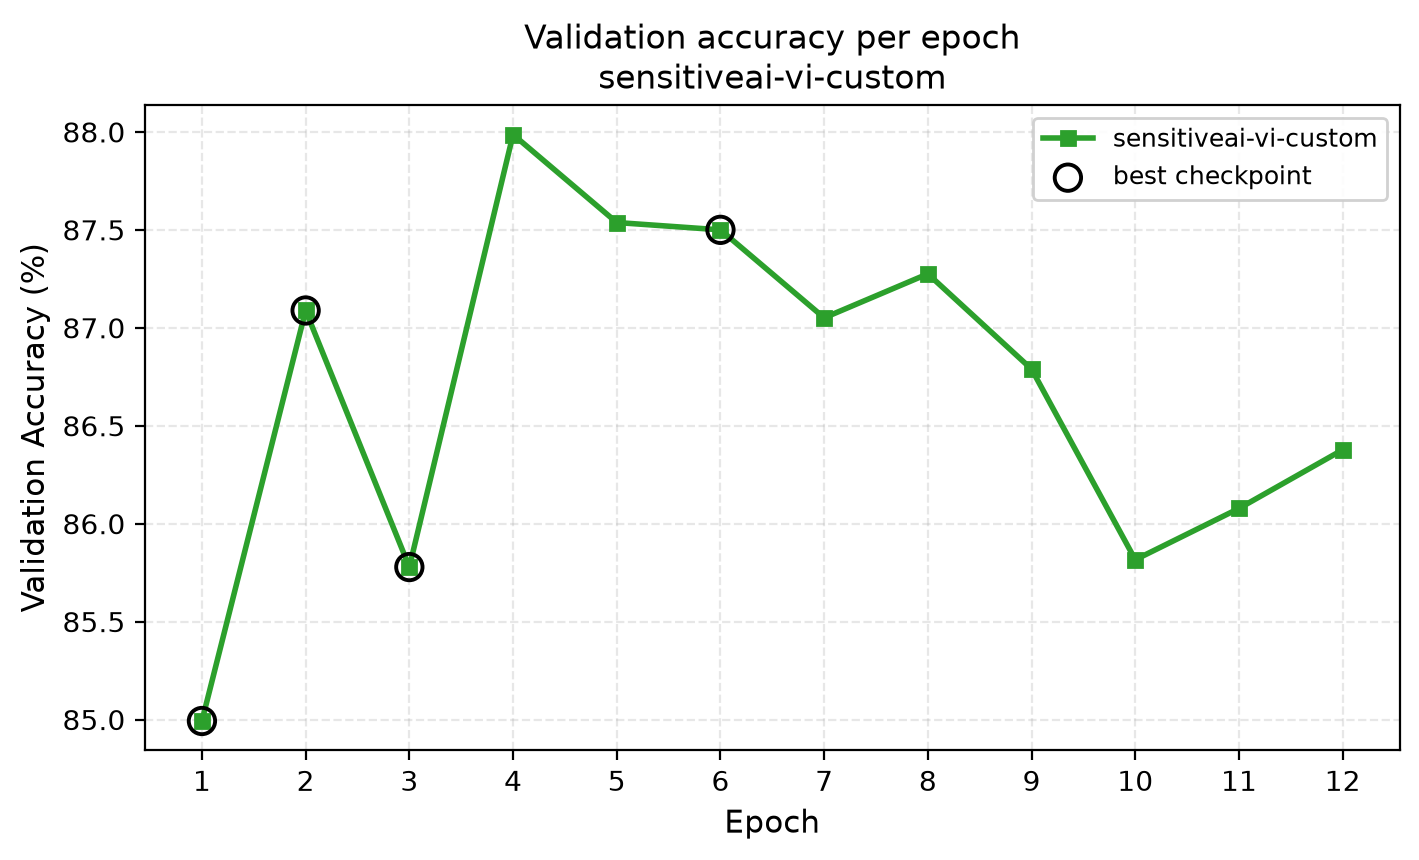 Validation accuracy per epoch
sensitiveai-vi-custom
sensitiveai-vi-custom
best checkpoint
Validation Accuracy (%)
88.0
87.5
87.0
86.5
86.0
85.5
85.0
1 2 3 4 5 6 7 8 9 10 11 12
Epoch